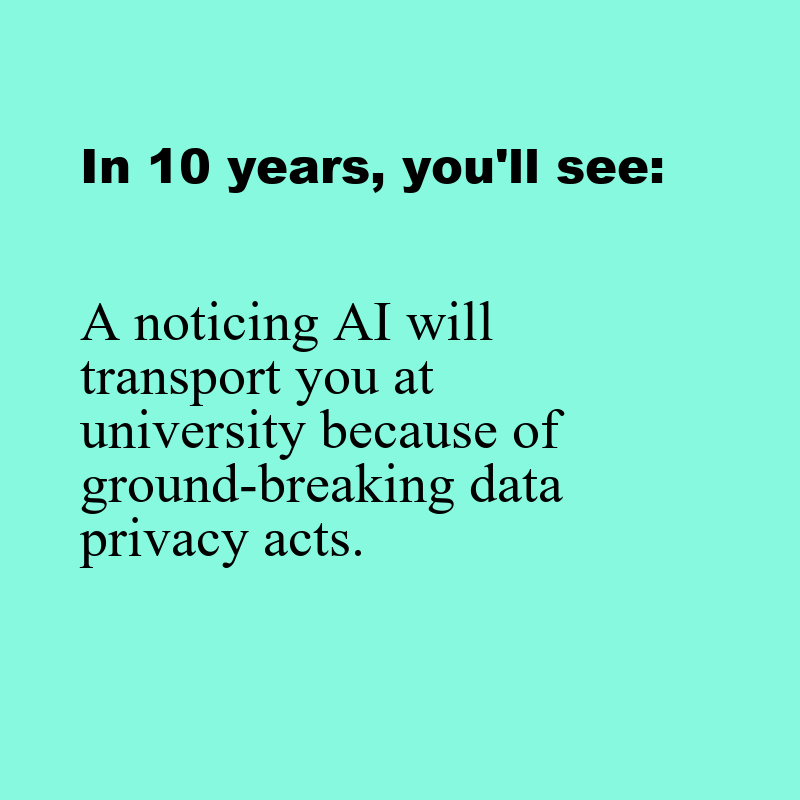 In 10 years, you'll see:
A noticing AI will
transport you at
university because of
ground-breaking data
privacy acts.